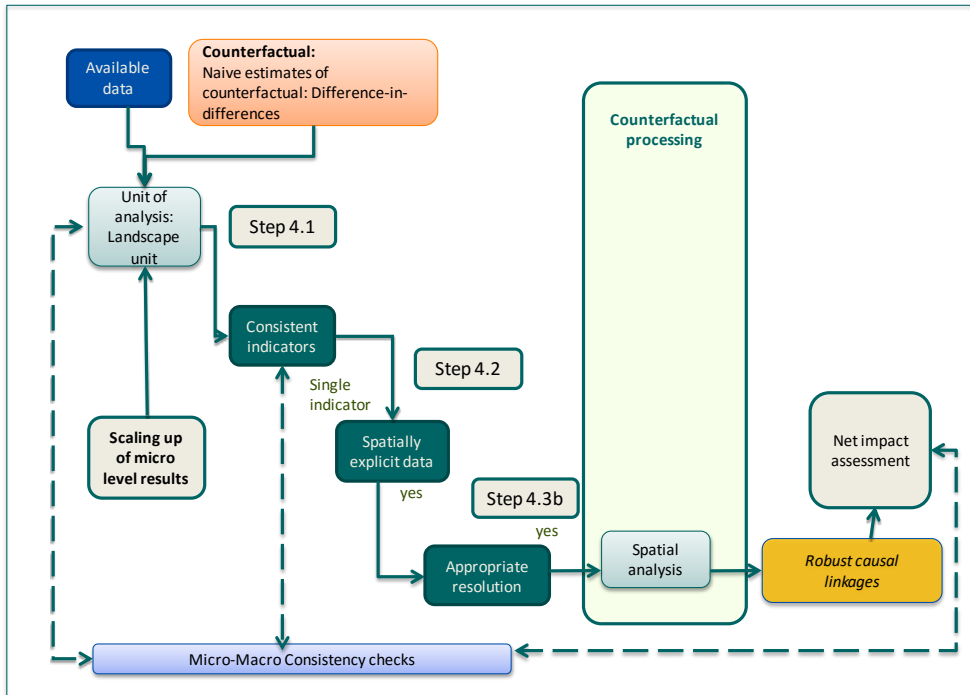 Available
data
Counterfactual:
Naive estimates of
counterfactual: Difference-in-
differences
Counterfactual
processing
Unit of
analysis:
Landscape
unit
Step 4.1
Consistent
indicators
Step 4.2
Single
indicator
Scaling up
of micro
level results
Spatially
explicit data
yes
Net impact
assessment
Step 4.3b
yes
Appropriate
resolution
Spatial
analysis
Robust causal
linkages
Micro-Macro Consistency checks